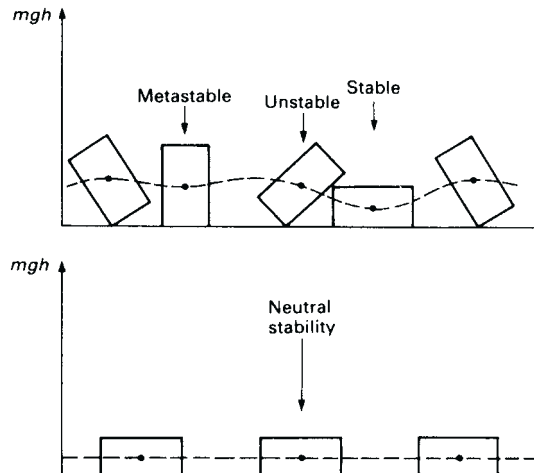 mgh
Metastable
Unstable
Stable
mgh
Neutral
stability